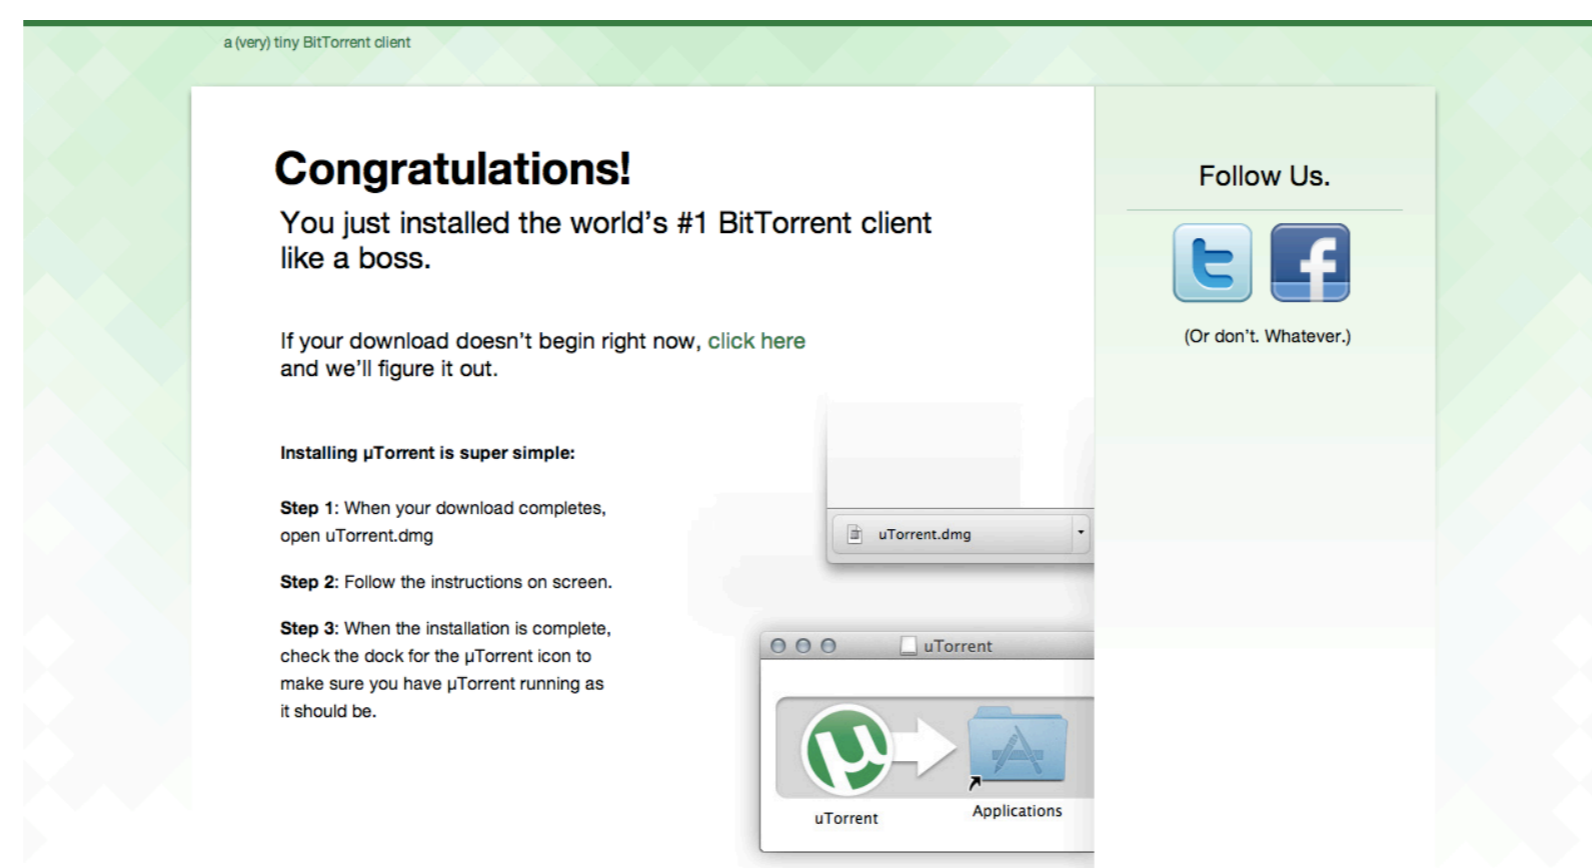 a (very) tiny BitTorrent client
Congratulations!
You just installed the world's #1 BitTorrent client
like a boss.
If your download doesn't begin right now, click here
and we'll figure it out.
Installing µTorrent is super simple:
Step 1: When your download completes,
open uTorrent.dmg
Step 2: Follow the instructions on screen.
Step 3: When the installation is complete,
check the dock for the µTorrent icon to
make sure you have µTorrent running as
it should be.
uTorrent.dmg
uTorrent
uTorrent
Applications
Follow Us.
(Or don't. Whatever.)